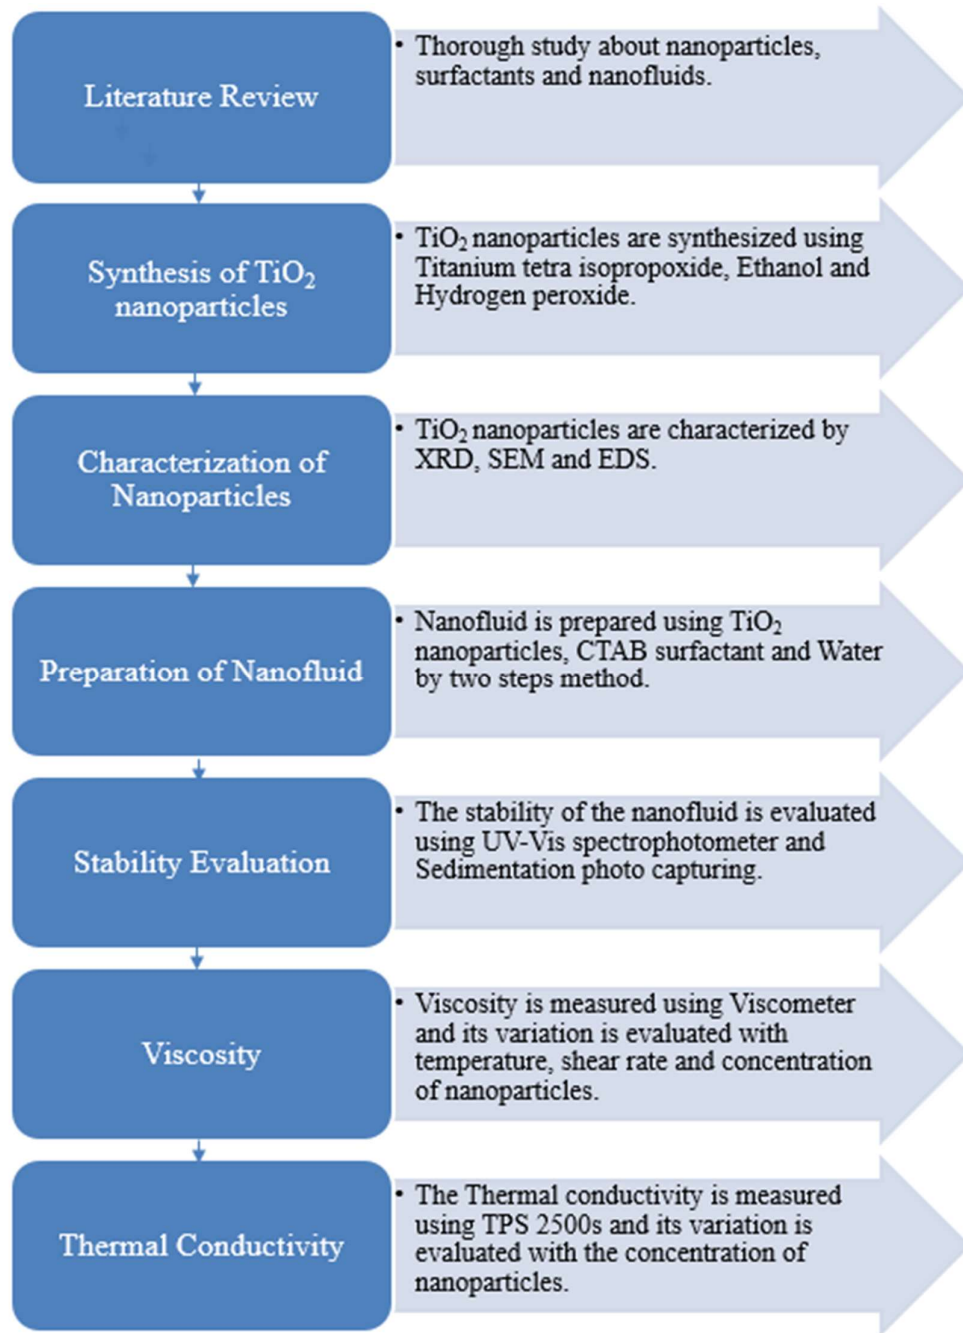 Literature Review
• Thorough study about nanoparticles,
surfactants and nanofluids.
Synthesis of TiO₂
nanoparticles
• TiO₂ nanoparticles are synthesized using
Titanium tetra isopropoxide, Ethanol and
Hydrogen peroxide.
Characterization of
Nanoparticles
• TiO₂ nanoparticles are characterized by
XRD, SEM and EDS.
Preparation of Nanofluid
• Nanofluid is prepared using TiO₂
nanoparticles, CTAB surfactant and Water
by two steps method.
Stability Evaluation
• The stability of the nanofluid is evaluated
using UV-Vis spectrophotometer and
Sedimentation photo capturing.
Viscosity
• Viscosity is measured using Viscometer
and its variation is evaluated with
temperature, shear rate and concentration
of nanoparticles.
Thermal Conductivity
• The Thermal conductivity is measured
using TPS 2500s and its variation is
evaluated with the concentration of
nanoparticles.